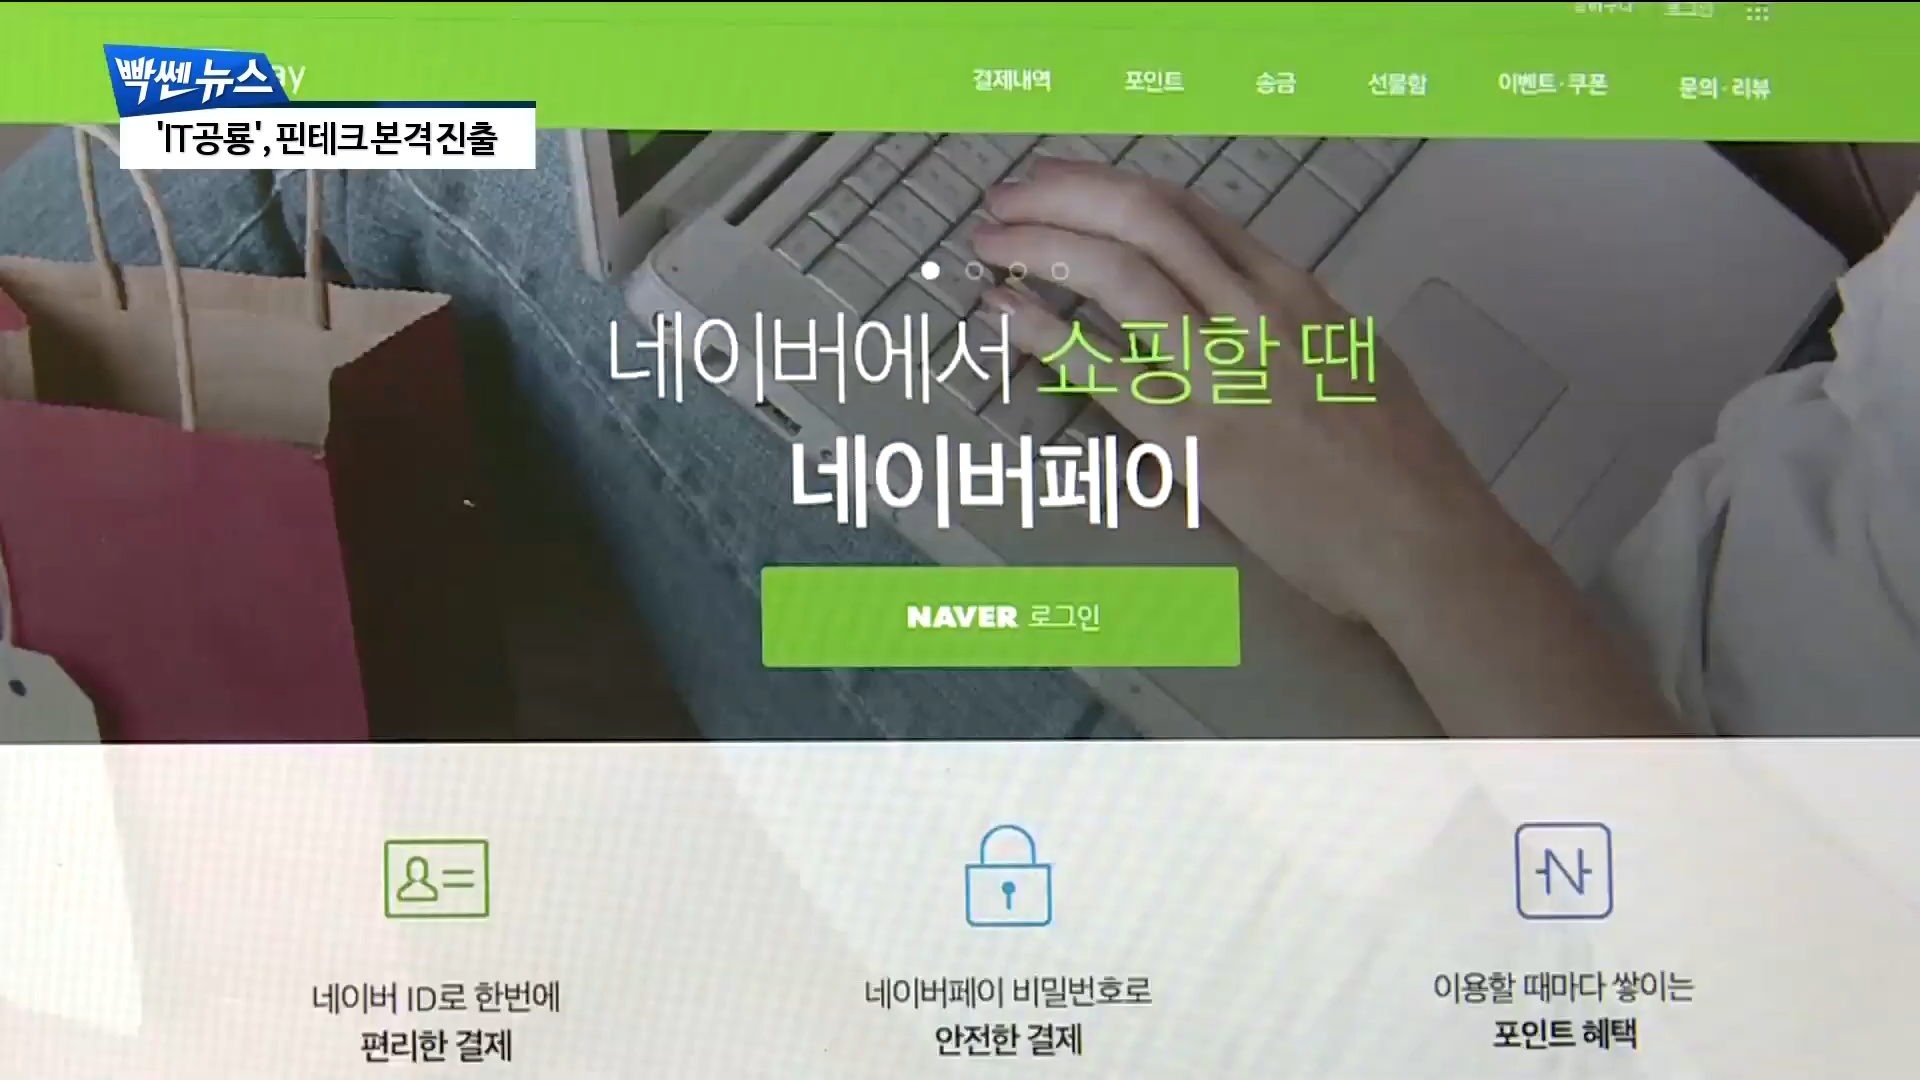 로그인
빡쎈뉴스
ay
결제내역
포인트
송금
선물함
이벤트·쿠폰
문의·리뷰
'IT공룡', 핀테크 본격 진출
네이버에서 쇼핑할 땐
네이버페이
NAVER 로그인
N
네이버 ID로 한번에
편리한 결제
네이버페이 비밀번호로
안전한 결제
이용할 때마다 쌓이는
포인트 혜택